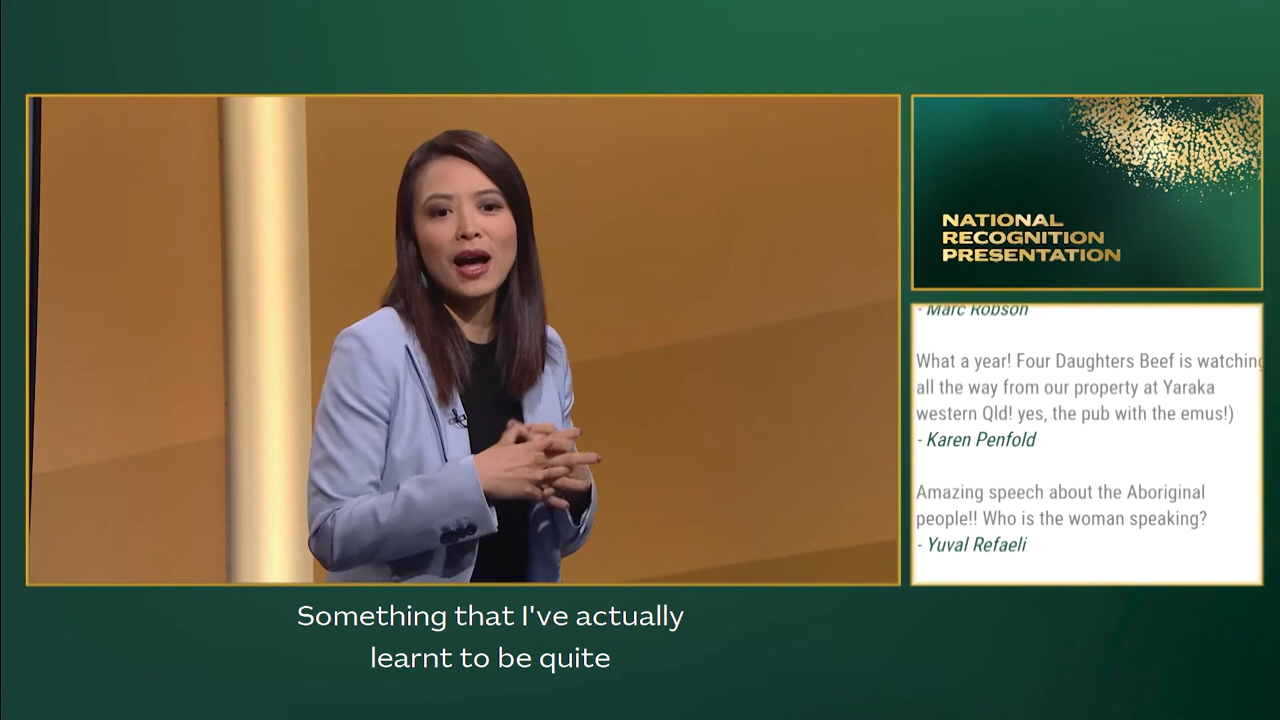 NATIONAL
RECOGNITION
PRESENTATION
- Marc Robson
What a year! Four Daughters Beef is watching
all the way from our property at Yaraka
western Qld! yes, the pub with the emus!)
- Karen Penfold
Amazing speech about the Aboriginal
people!! Who is the woman speaking?
- Yuval Refaeli
Something that I've actually
learnt to be quite